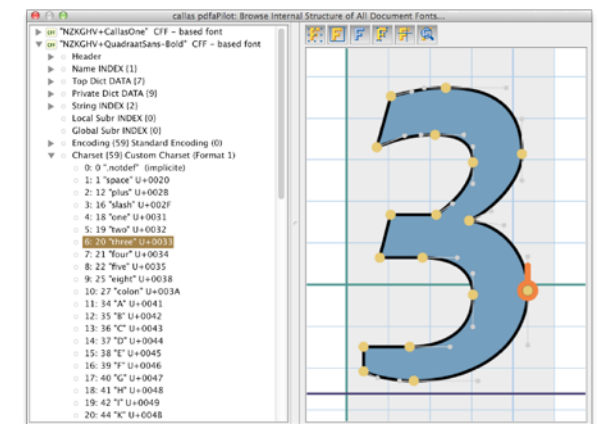 callas pdfaPilot: Browse Internal Structure of All Document Fonts...
CFF "NZKGHV+CallasOne" CFF - based font
CFF "NZKGHV+QuadraatSans-Bold" CFF - based font
Header
Name INDEX (1)
Top Dict DATA (7)
Private Dict DATA (9)
String INDEX (2)
Local Subr INDEX (0)
Global Subr INDEX (0)
Encoding (59) Standard Encoding (0)
Charset (59) Custom Charset (Format 1)
0: 0 ".notdef" (implicite)
1: 1 "space" U+0020
2: 12 "plus" U+002B
3: 16 "slash" U+002F
4: 18 "one" U+0031
5: 19 "two" U+0032
6: 20 "three" U+0033
7: 21 "four" U+0034
8: 22 "five" U+0035
9: 25 "eight" U+0038
10: 27 "colon" U+003A
11: 34 "A" U+0041
12: 35 "B" U+0042
13: 36 "C" U+0043
14: 37 "D" U+0044
15: 38 "E" U+0045
16: 39 "F" U+0046
17: 40 "G" U+0047
18: 41 "H" U+0048
19: 42 "I" U+0049
20: 44 "K" U+004B
3